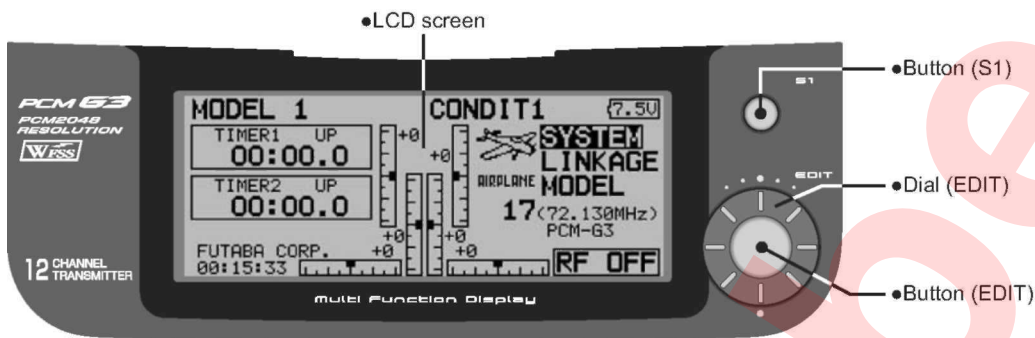 ●LCD screen
●Button (S1)
S1
PCM G3
PCM2048
RESOLUTION
WFSS
MODEL 1
CONDIT1
7.5V
TIMER1 UP
00:00.0
TIMER2 UP
00:00.0
+0
+0
SYSTEM
LINKAGE
MODEL
AIRPLANE
EDIT
●Dial (EDIT)
17(72.130MHz)
PCM-G3
+0
+0
+0
+0
FUTABA CORP.
00:15:33
RF OFF
●Button (EDIT)
12 CHANNEL
TRANSMITTER
Multi Function Display